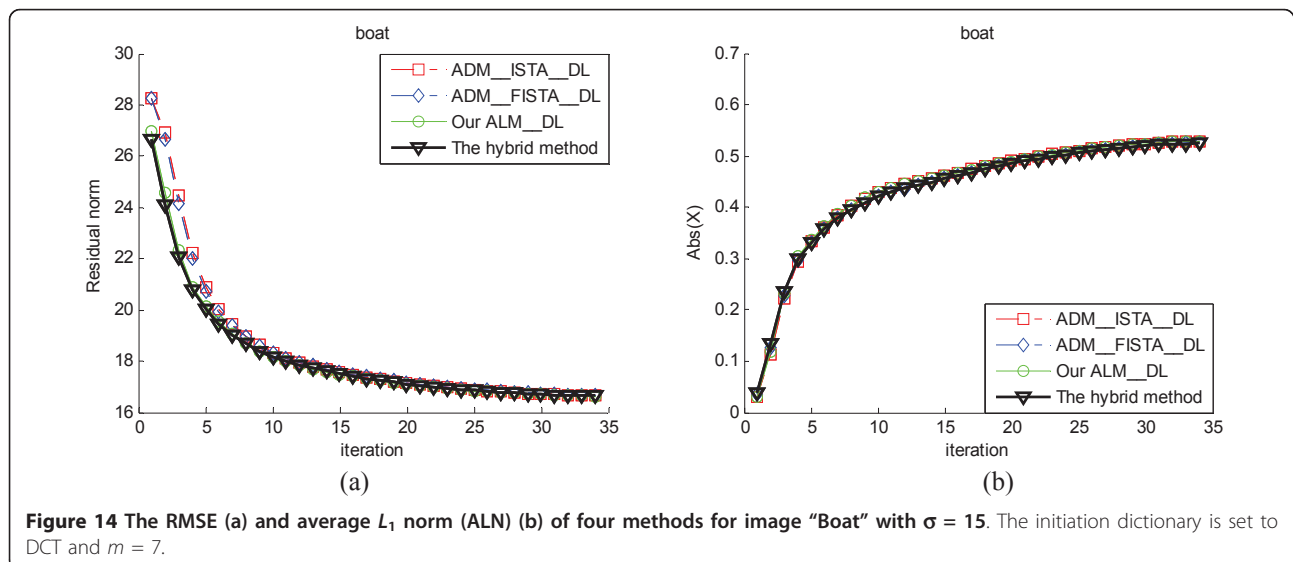 boat
30
28
26
24
22
20
18
16
Residual norm
0
5
10
15
20
25
30
35
iteration
ADM__ISTA__DL
ADM__FISTA__DL
Our ALM__DL
The hybrid method
(a)
boat
0.7
0.6
0.5
0.4
0.3
0.2
0.1
0
Abs(X)
0
5
10
15
20
25
30
35
iteration
ADM__ISTA__DL
ADM__FISTA__DL
Our ALM__DL
The hybrid method
(b)
Figure 14 The RMSE (a) and average L₁ norm (ALN) (b) of four methods for image "Boat" with σ = 15. The initiation dictionary is set to
DCT and m = 7.